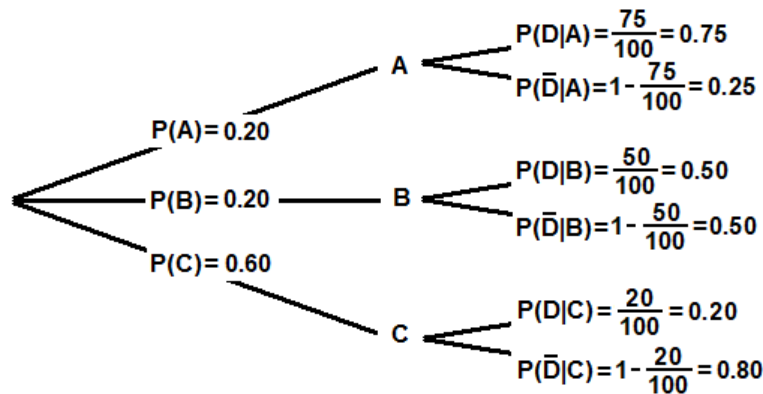 P(A)= 0.20
P(B)= 0.20
P(C)= 0.60
A
P(D|A) = 75/100 = 0.75
P(D̅|A)=1- 75/100 = 0.25
B
P(D|B) = 50/100 = 0.50
P(D̅|B)=1- 50/100 =0.50
C
P(D|C) = 20/100 = 0.20
P(D̅|C)=1- 20/100 =0.80